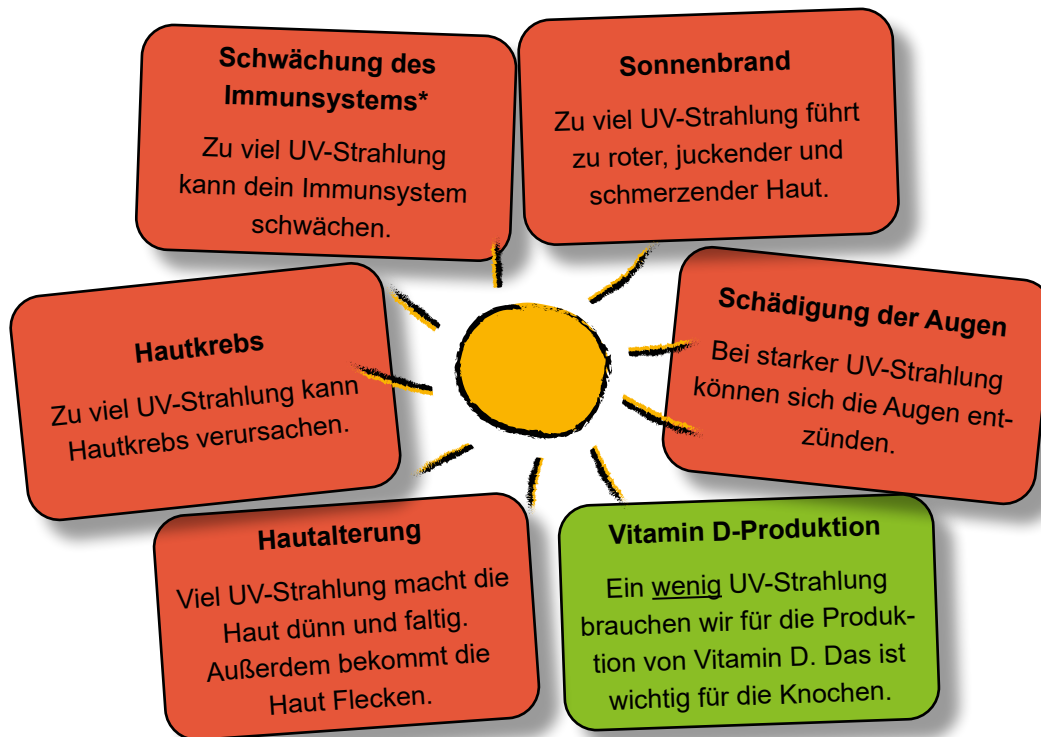 Schwächung des
Immunsystems*
Zu viel UV-Strahlung
kann dein Immunsystem
schwächen.
Sonnenbrand
Zu viel UV-Strahlung führt
zu roter, juckender und
schmerzender Haut.
Hautkrebs
Zu viel UV-Strahlung kann
Hautkrebs verursachen.
Schädigung der Augen
Bei starker UV-Strahlung
können sich die Augen ent-
zünden.
Hautalterung
Viel UV-Strahlung macht die
Haut dünn und faltig.
Außerdem bekommt die
Haut Flecken.
Vitamin D-Produktion
Ein wenig UV-Strahlung
brauchen wir für die Produk-
tion von Vitamin D. Das ist
wichtig für die Knochen.